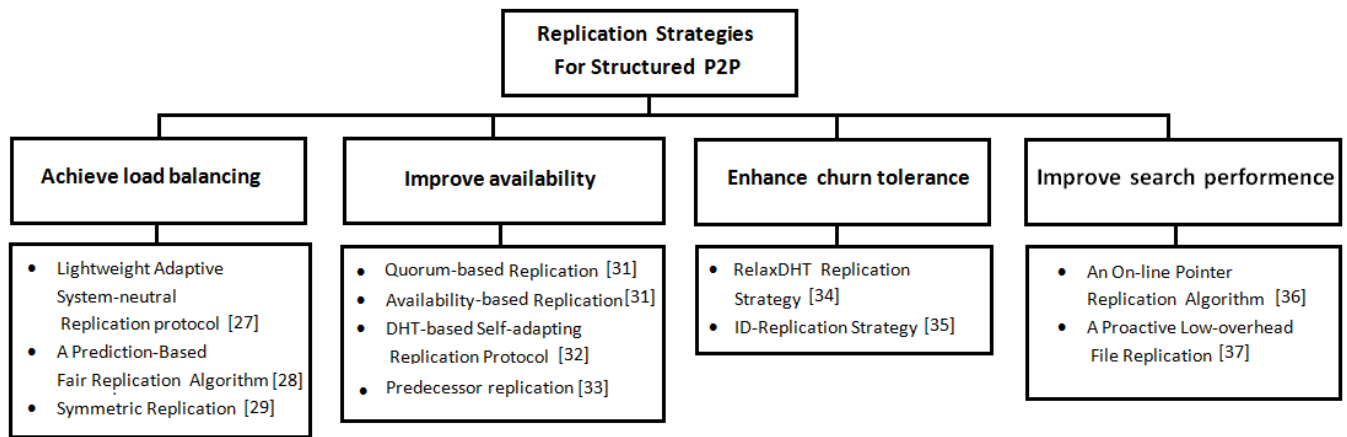 Replication Strategies
For Structured P2P
Achieve load balancing
Improve availability
Enhance churn tolerance
Improve search performence
• Lightweight Adaptive
System-neutral
Replication protocol [27]
• A Prediction-Based
Fair Replication Algorithm [28]
• Symmetric Replication [29]
• Quorum-based Replication [31]
• Availability-based Replication[31]
• DHT-based Self-adapting
Replication Protocol [32]
• Predecessor replication [33]
• RelaxDHT Replication
Strategy [34]
• ID-Replication Strategy [35]
• An On-line Pointer
Replication Algorithm [36]
• A Proactive Low-overhead
File Replication [37]